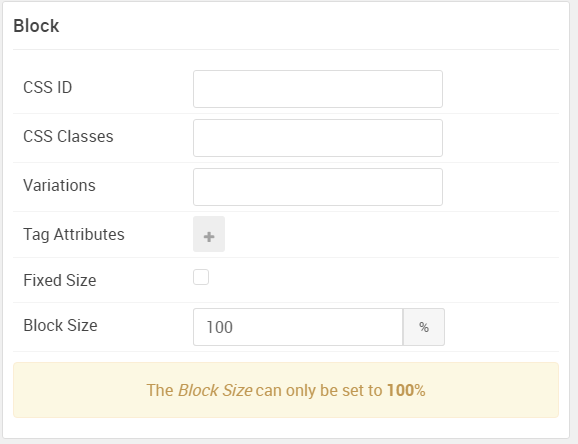 Block
CSS ID
CSS Classes
Variations
Tag Attributes
+
Fixed Size
Block Size 100 %
The Block Size can only be set to 100%